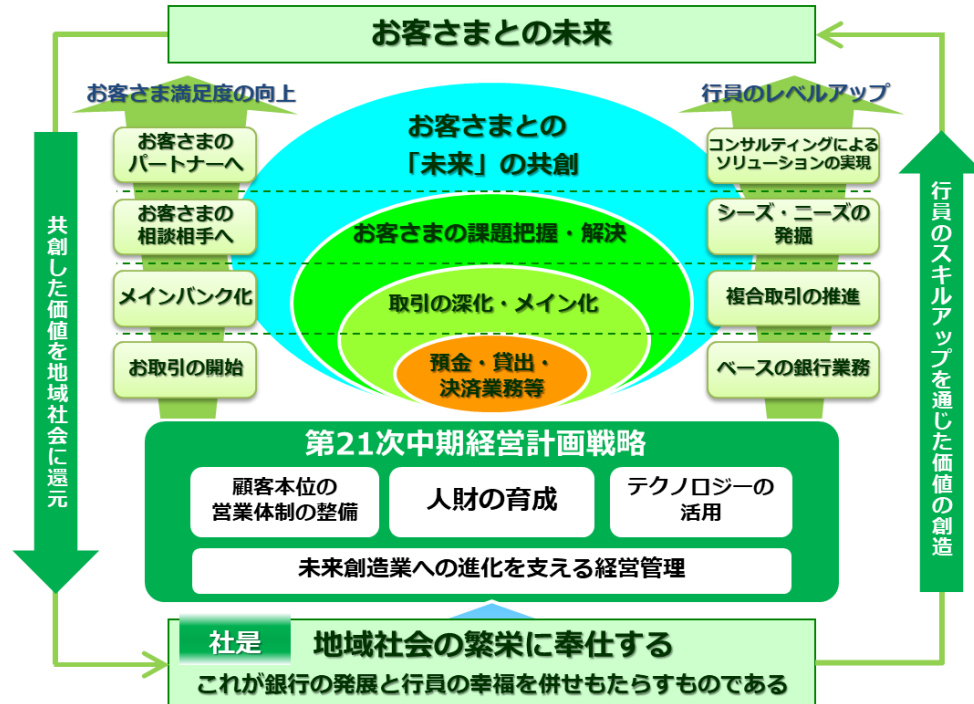 お客さまとの未来
お客さま満足度の向上
行員のレベルアップ
お客さまとの
「未来」の共創
お客さまの
パートナーへ
コンサルティングによる
ソリューションの実現
お客さまの
相談相手へ
お客さまの課題把握・解決
シーズ・ニーズの
発掘
メインバンク化
取引の深化・メイン化
複合取引の推進
お取引の開始
預金・貸出・
決済業務等
ベースの銀行業務
共創した価値を地域社会に還元
行員のスキルアップを通じた価値の創造
第21次中期経営計画戦略
顧客本位の
営業体制の整備
人財の育成
テクノロジーの
活用
未来創造業への進化を支える経営管理
社是
地域社会の繁栄に奉仕する
これが銀行の発展と行員の幸福を併せもたらすものである